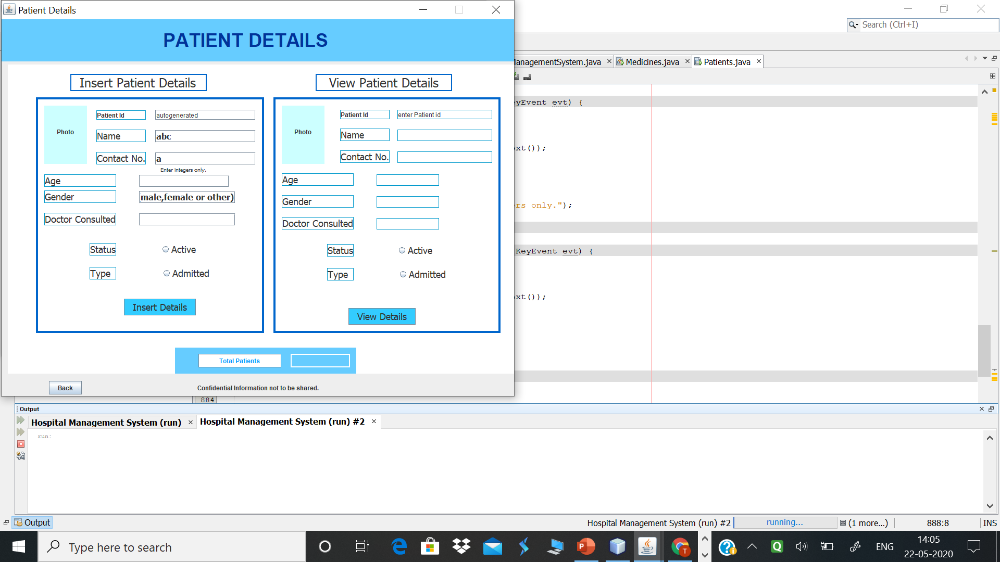 Patient Details
PATIENT DETAILS
Insert Patient Details
Photo
Patient Id
autogenerated
Name
abc
Contact No.
a
Enter integers only.
Age
Gender
male,female or other)
Doctor Consulted
Status
Active
Type
Admitted
Insert Details
View Patient Details
Photo
Patient Id
enter Patient id
Name
Contact No.
Age
Gender
Doctor Consulted
Status
Active
Type
Admitted
View Details
Total Patients
Back
Confidential Information not to be shared.
Search (Ctrl+I)
ManagementSystem.java
Medicines.java
Patients.java
eyEvent evt) {
ext());
ers only.");
KeyEvent evt) {
ext());
884
Output
Hospital Management System (run)
Hospital Management System (run) #2
run:
Output
Hospital Management System (run) #2
running...
(1 more...)
888:8
INS
Type here to search
ENG
14:05
22-05-2020